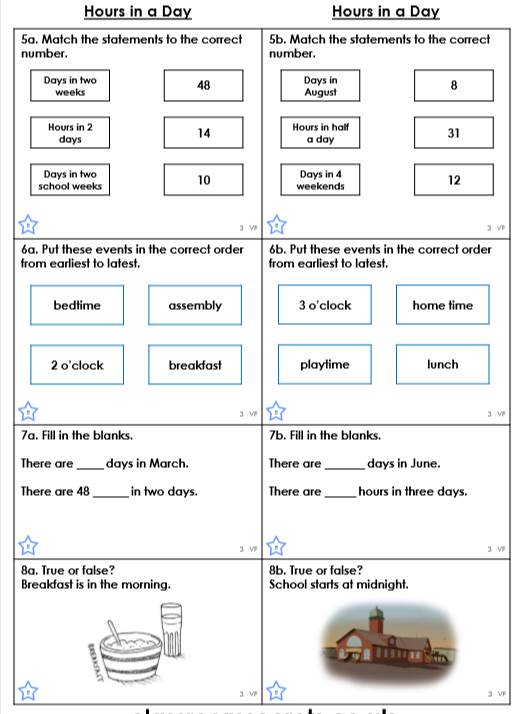 Hours in a Day
Hours in a Day
5a. Match the statements to the correct
number.
Days in two
weeks
48
Hours in 2
days
14
Days in two
school weeks
10
E
3 VF
5b. Match the statements to the correct
number.
Days in
August
8
Hours in half
a day
31
Days in 4
weekends
12
E
3 VF
6a. Put these events in the correct order
from earliest to latest.
bedtime
assembly
2 o'clock
breakfast
E
3 VF
6b. Put these events in the correct order
from earliest to latest.
3 o'clock
home time
playtime
lunch
E
3 VF
7a. Fill in the blanks.
There are ____ days in March.
There are 48 _____ in two days.
E
3 VF
7b. Fill in the blanks.
There are ______ days in June.
There are ____ hours in three days.
E
3 VF
8a. True or false?
Breakfast is in the morning.
BREAKFAST
E
3 VF
8b. True or false?
School starts at midnight.
E
3 VF